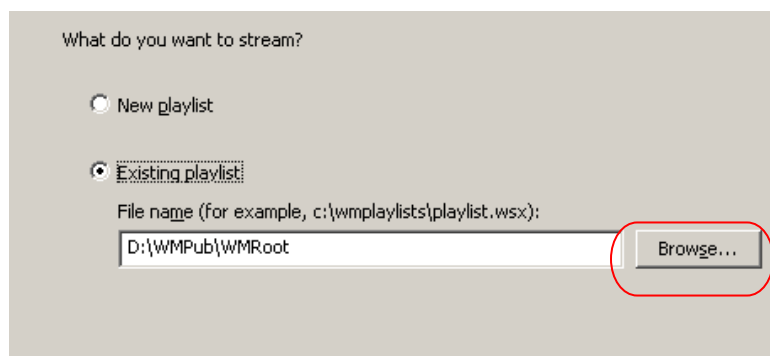 What do you want to stream?
New playlist
Existing playlist
File name (for example, c:\wmplaylists\playlist.wsx):
D:\WMPub\WMRoot
Browse...